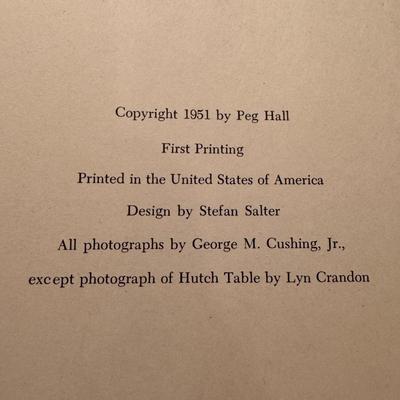 Copyright 1951 by Peg Hall
First Printing
Printed in the United States of America
Design by Stefan Salter
All photographs by George M. Cushing, Jr.,
except photograph of Hutch Table by Lyn Crandon